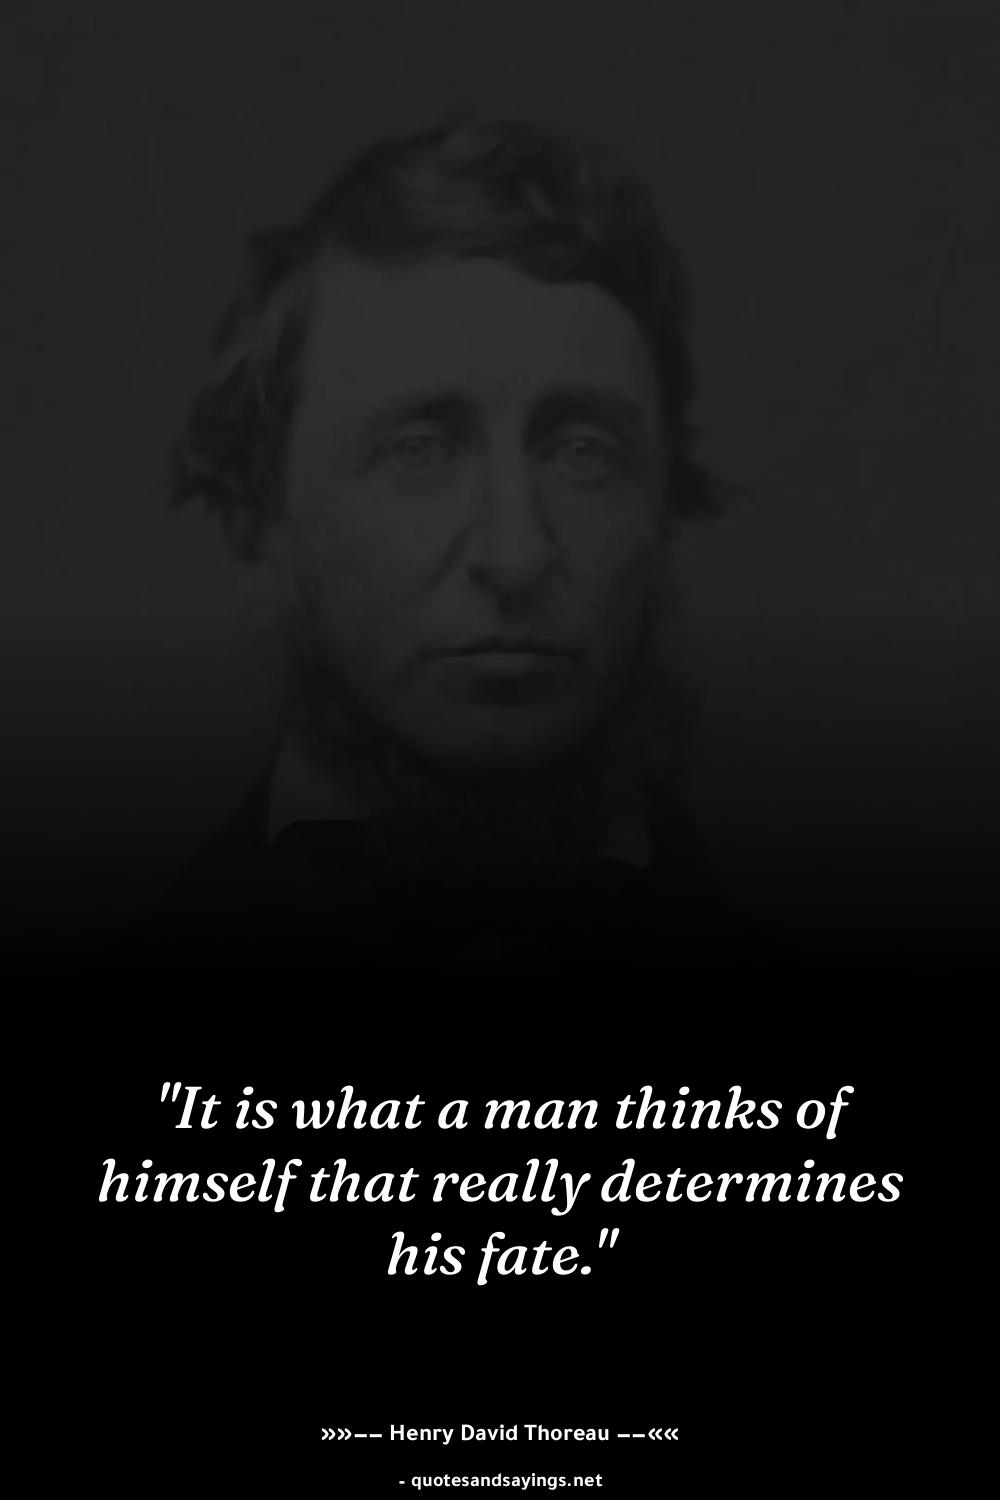 "It is what a man thinks of
himself that really determines
his fate."
»»−− Henry David Thoreau −−««
- quotesandsayings.net